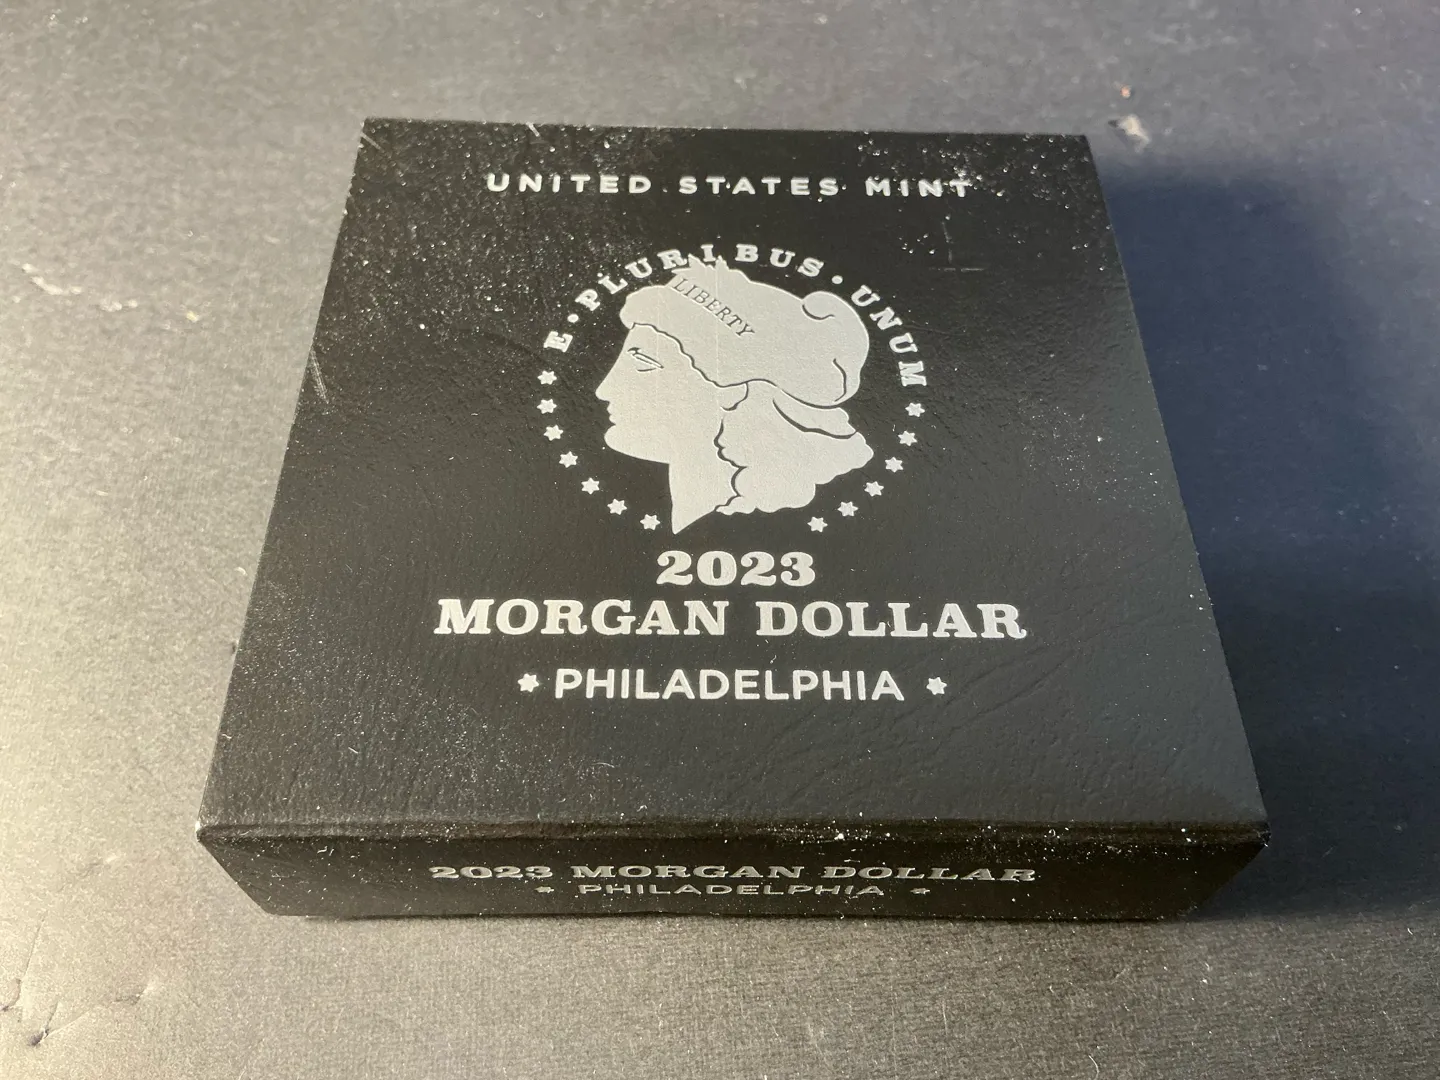 UNITED STATES MINT
E·PLURIBUS·UNUM
LIBERTY
2023
MORGAN DOLLAR
★ PHILADELPHIA ★
2023 MORGAN DOLLAR
★ PHILADELPHIA ★